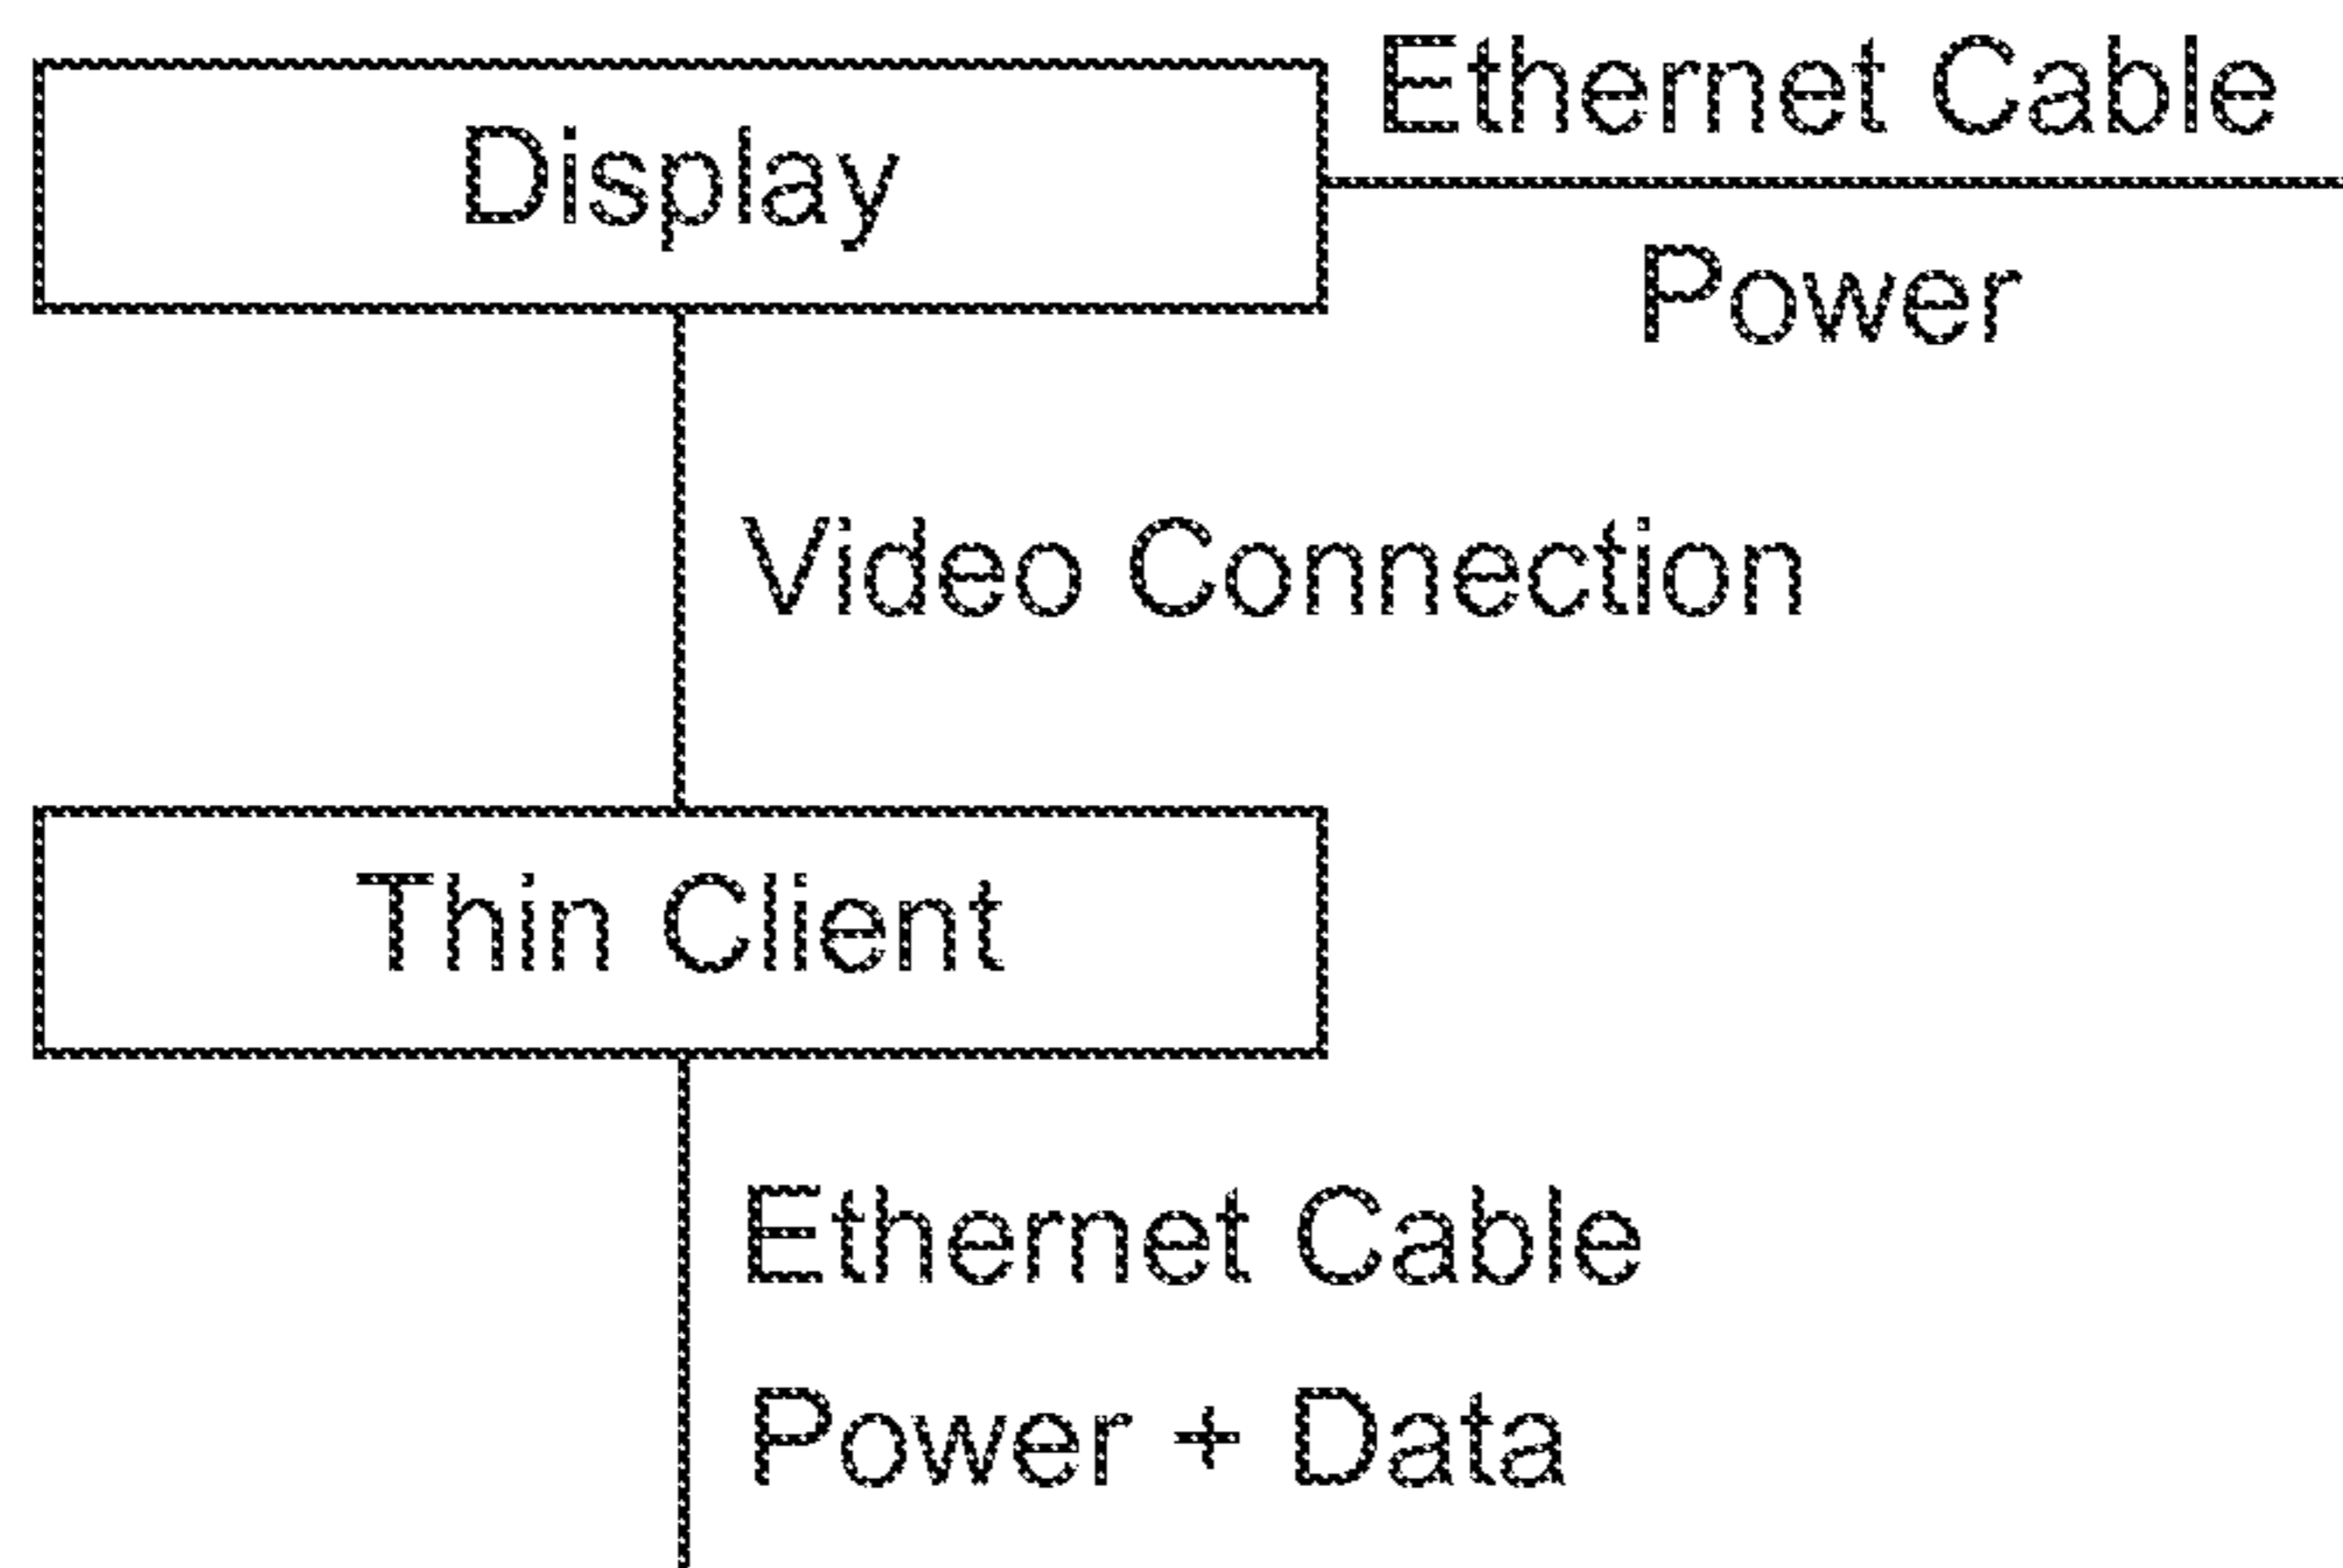 Display
Ethernet Cable
Power
Video Connection
Thin Client
Ethernet Cable
Power + Data